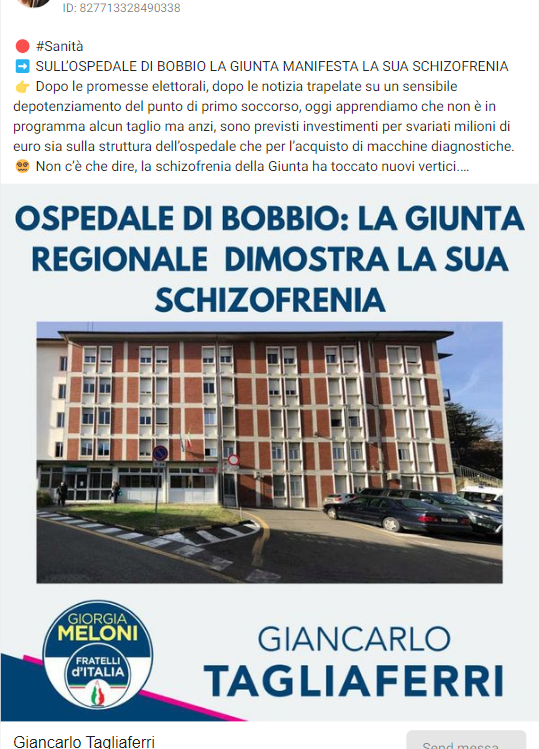 ID: 827713328490338
🔴 #Sanità
➡️ SULL'OSPEDALE DI BOBBIO LA GIUNTA MANIFESTA LA SUA SCHIZOFRENIA
👉 Dopo le promesse elettorali, dopo le notizia trapelate su un sensibile
depotenziamento del punto di primo soccorso, oggi apprendiamo che non è in
programma alcun taglio ma anzi, sono previsti investimenti per svariati milioni di
euro sia sulla struttura dell'ospedale che per l'acquisto di macchine diagnostiche.
😵‍💫 Non c'è che dire, la schizofrenia della Giunta ha toccato nuovi vertici....
OSPEDALE DI BOBBIO: LA GIUNTA
REGIONALE DIMOSTRA LA SUA
SCHIZOFRENIA
GIORGIA
MELONI
FRATELLI
d'ITALIA
GIANCARLO
TAGLIAFERRI
Giancarlo Tagliaferri
Send messa...